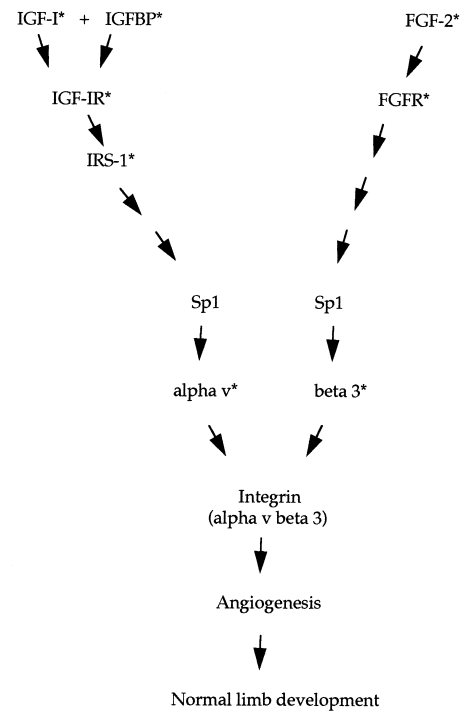 IGF-I* + IGFBP* FGF-2*
IGF-IR* FGFR*
IRS-1*
Sp1 Sp1
alpha v* beta 3*
Integrin
(alpha v beta 3)
Angiogenesis
Normal limb development